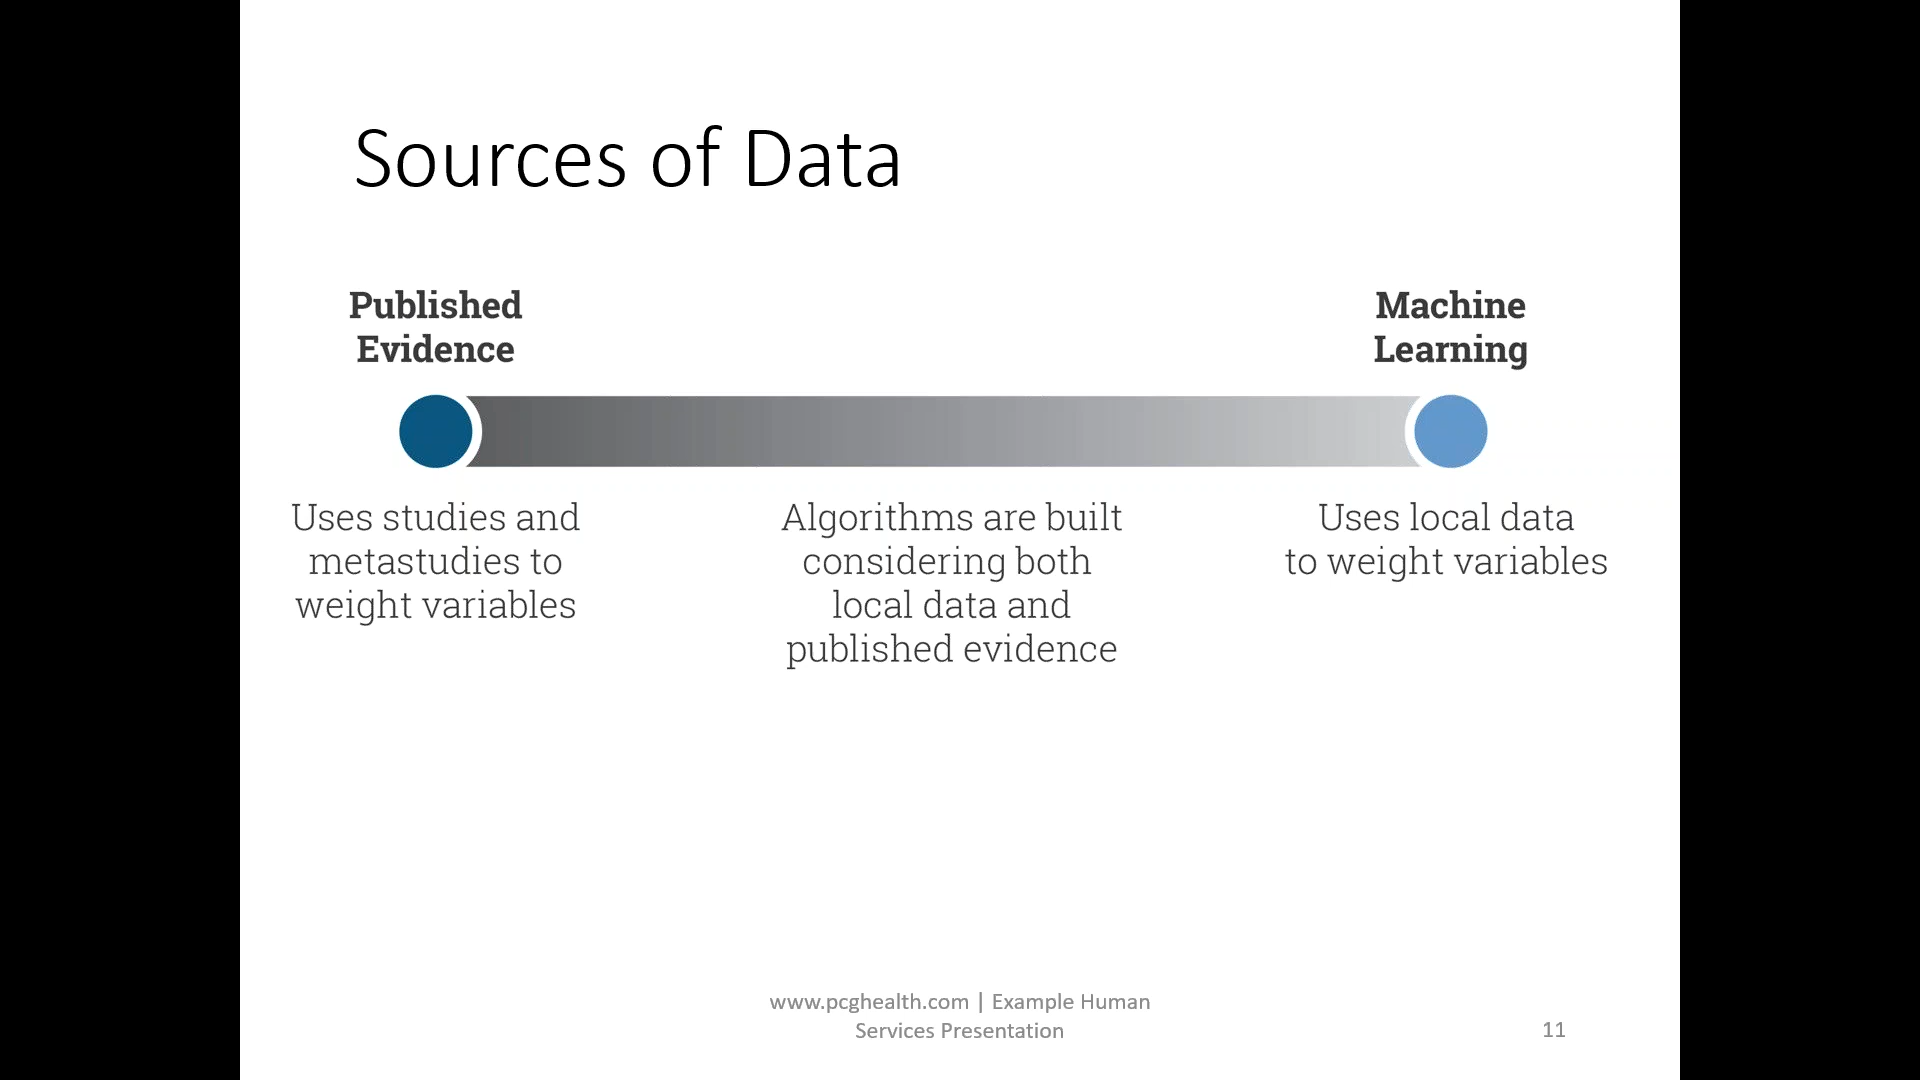 Sources of Data
Published
Evidence
Machine
Learning
Uses studies and
metastudies to
weight variables
Algorithms are built
considering both
local data and
published evidence
Uses local data
to weight variables
www.pcghealth.com | Example Human
Services Presentation
11